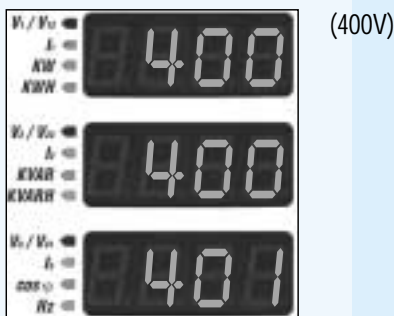 V₁ / V₁₂
I₁
KW
KWH
400
(400V)
V₂ / V₂₃
I₂
KVAR
KVARH
400
V₃ / V₃₁
I₃
cos φ
Hz
401